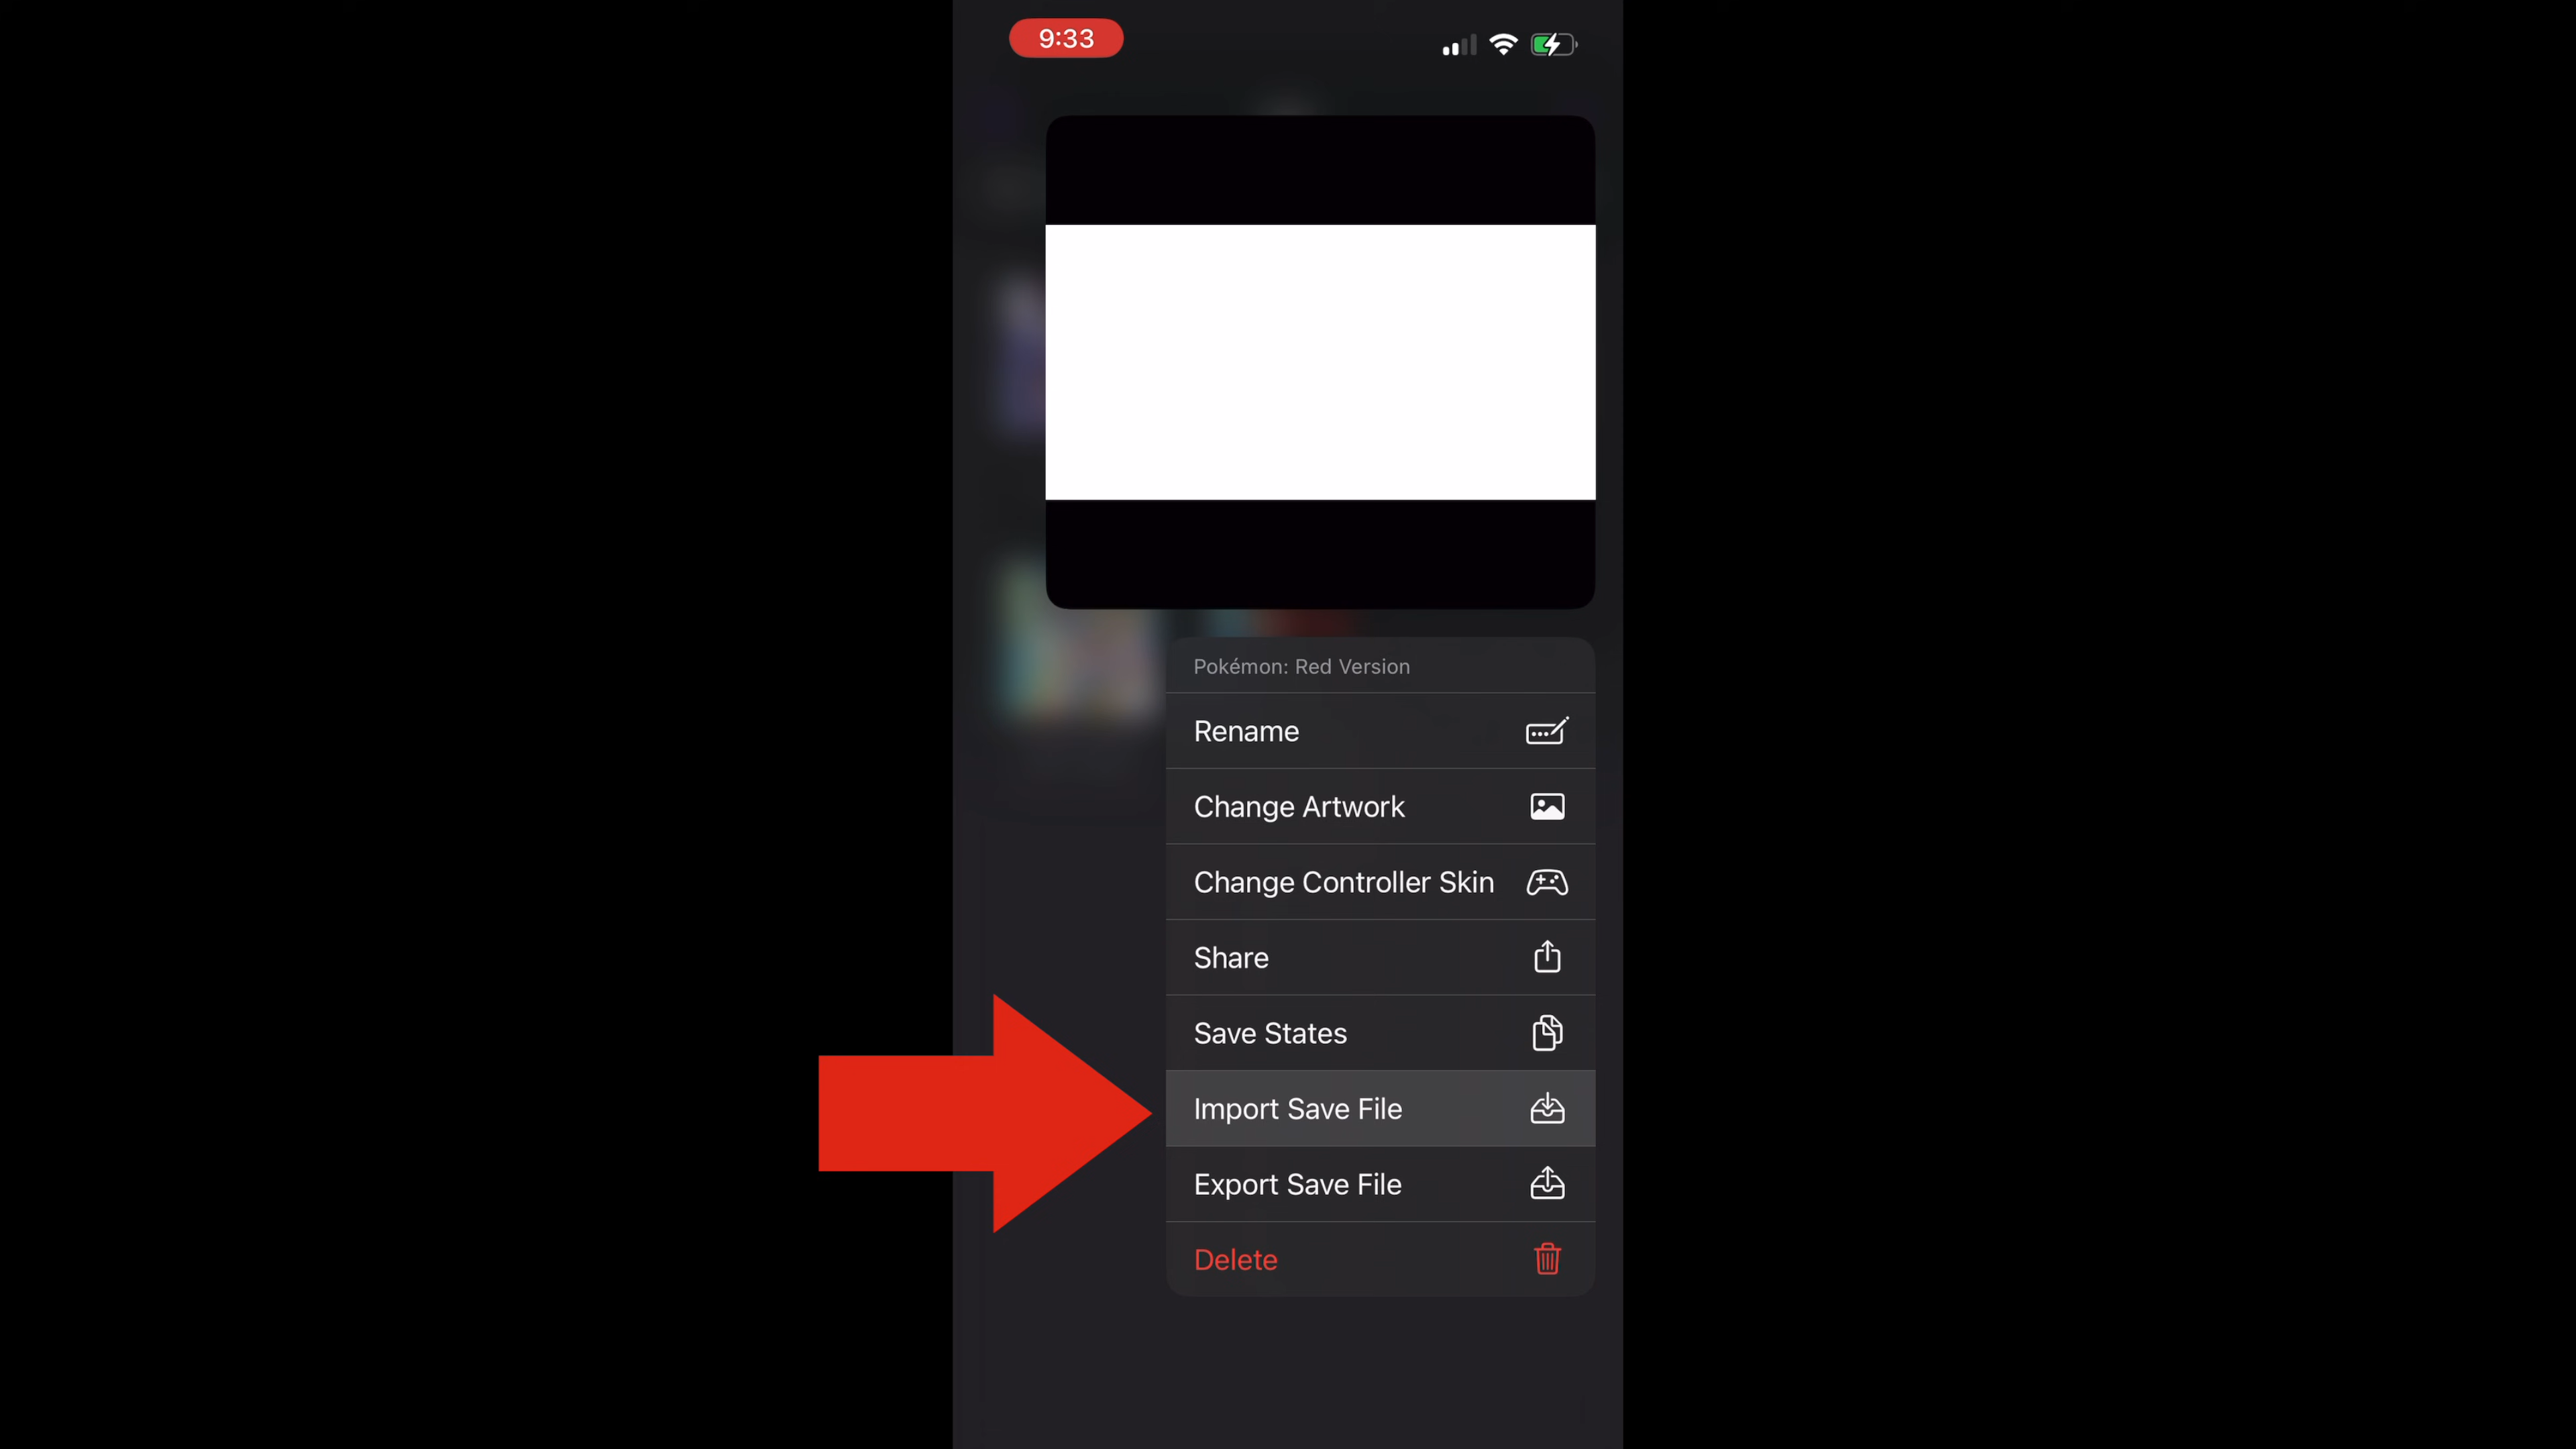 9:33
Pokémon: Red Version
Rename
Change Artwork
Change Controller Skin
Share
Save States
Import Save File
Export Save File
Delete